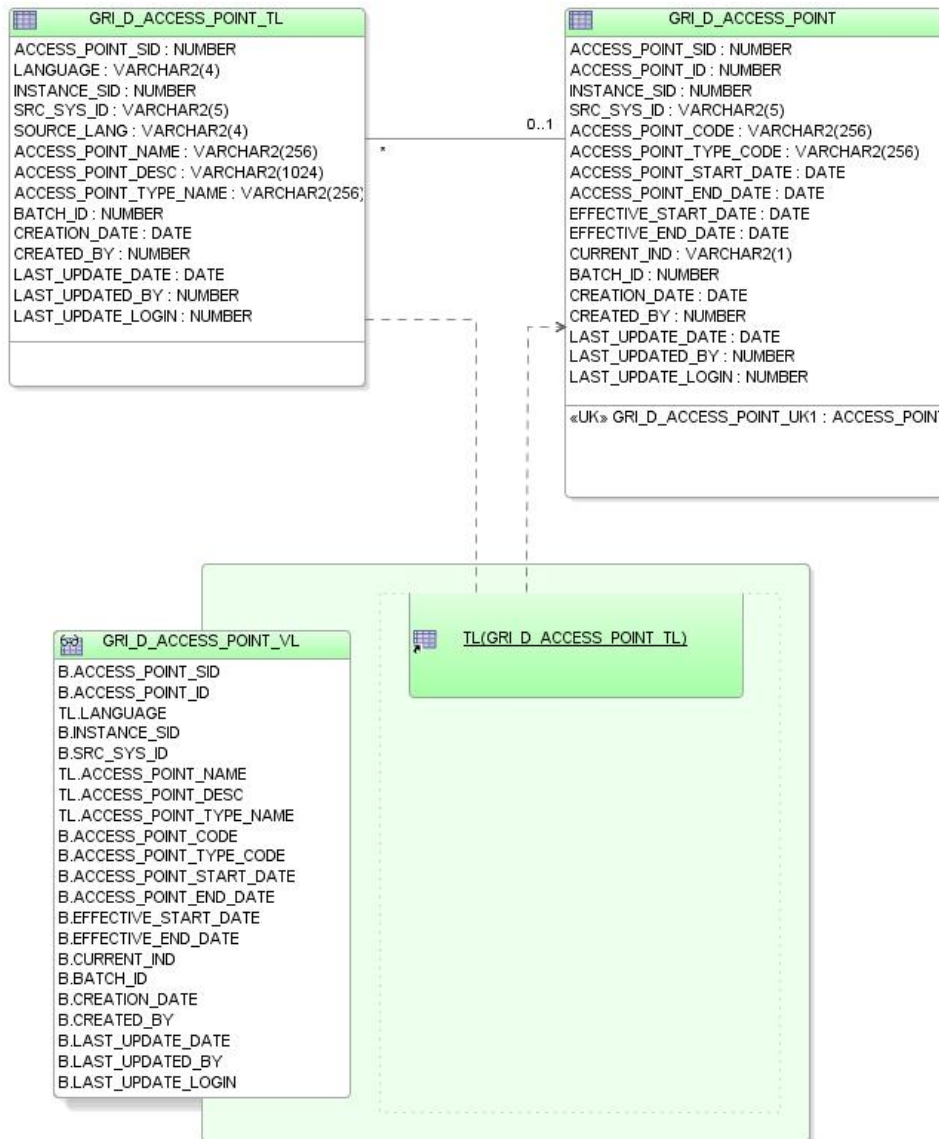 GRI_D_ACCESS_POINT_TL
ACCESS_POINT_SID : NUMBER
LANGUAGE : VARCHAR2(4)
INSTANCE_SID : NUMBER
SRC_SYS_ID : VARCHAR2(5)
SOURCE_LANG : VARCHAR2(4)
ACCESS_POINT_NAME : VARCHAR2(256)
ACCESS_POINT_DESC : VARCHAR2(1024)
ACCESS_POINT_TYPE_NAME : VARCHAR2(256)
BATCH_ID : NUMBER
CREATION_DATE : DATE
CREATED_BY : NUMBER
LAST_UPDATE_DATE : DATE
LAST_UPDATED_BY : NUMBER
LAST_UPDATE_LOGIN : NUMBER
*
0..1
GRI_D_ACCESS_POINT
ACCESS_POINT_SID : NUMBER
ACCESS_POINT_ID : NUMBER
INSTANCE_SID : NUMBER
SRC_SYS_ID : VARCHAR2(5)
ACCESS_POINT_CODE : VARCHAR2(256)
ACCESS_POINT_TYPE_CODE : VARCHAR2(256)
ACCESS_POINT_START_DATE : DATE
ACCESS_POINT_END_DATE : DATE
EFFECTIVE_START_DATE : DATE
EFFECTIVE_END_DATE : DATE
CURRENT_IND : VARCHAR2(1)
BATCH_ID : NUMBER
CREATION_DATE : DATE
CREATED_BY : NUMBER
LAST_UPDATE_DATE : DATE
LAST_UPDATED_BY : NUMBER
LAST_UPDATE_LOGIN : NUMBER
«UK» GRI_D_ACCESS_POINT_UK1 : ACCESS_POINT
GRI_D_ACCESS_POINT_VL
B.ACCESS_POINT_SID
B.ACCESS_POINT_ID
TL.LANGUAGE
B.INSTANCE_SID
B.SRC_SYS_ID
TL.ACCESS_POINT_NAME
TL.ACCESS_POINT_DESC
TL.ACCESS_POINT_TYPE_NAME
B.ACCESS_POINT_CODE
B.ACCESS_POINT_TYPE_CODE
B.ACCESS_POINT_START_DATE
B.ACCESS_POINT_END_DATE
B.EFFECTIVE_START_DATE
B.EFFECTIVE_END_DATE
B.CURRENT_IND
B.BATCH_ID
B.CREATION_DATE
B.CREATED_BY
B.LAST_UPDATE_DATE
B.LAST_UPDATED_BY
B.LAST_UPDATE_LOGIN
TL(GRI_D_ACCESS_POINT_TL)